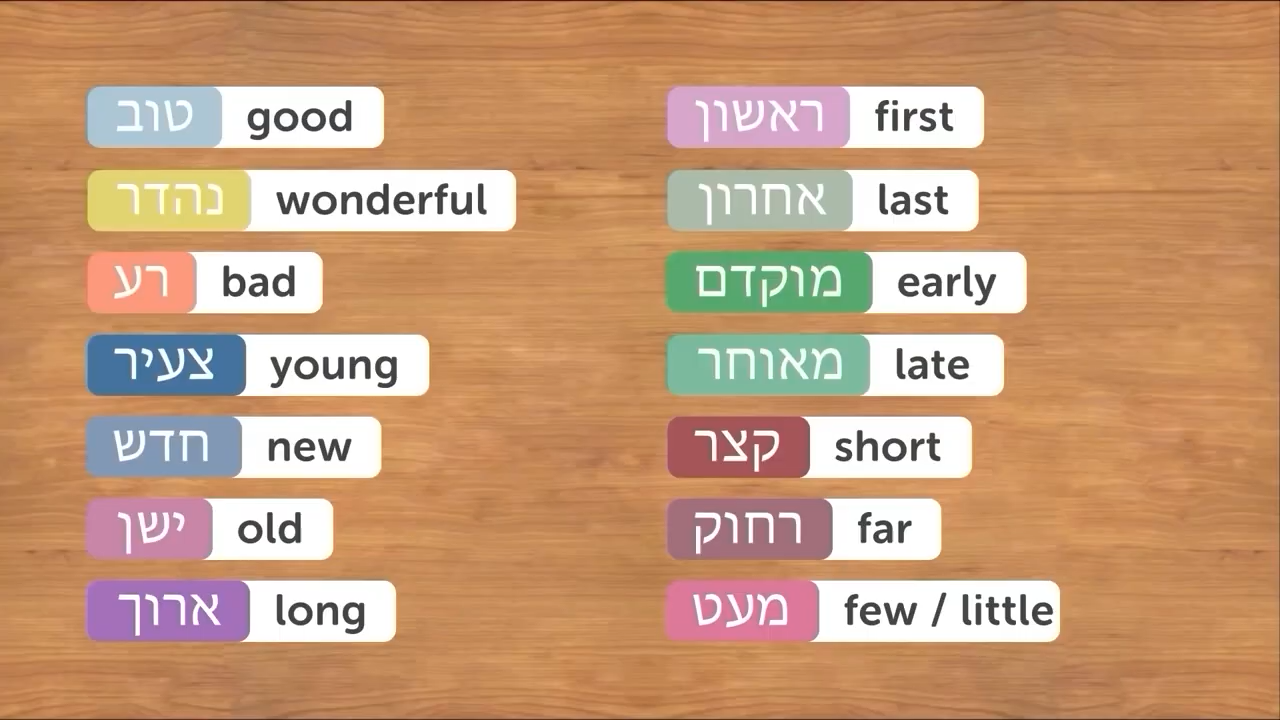 טוב good
נהדר wonderful
רע bad
צעיר young
חדש new
ישן old
ארוך long
ראשון first
אחרון last
מוקדם early
מאוחר late
קצר short
רחוק far
מעט few / little